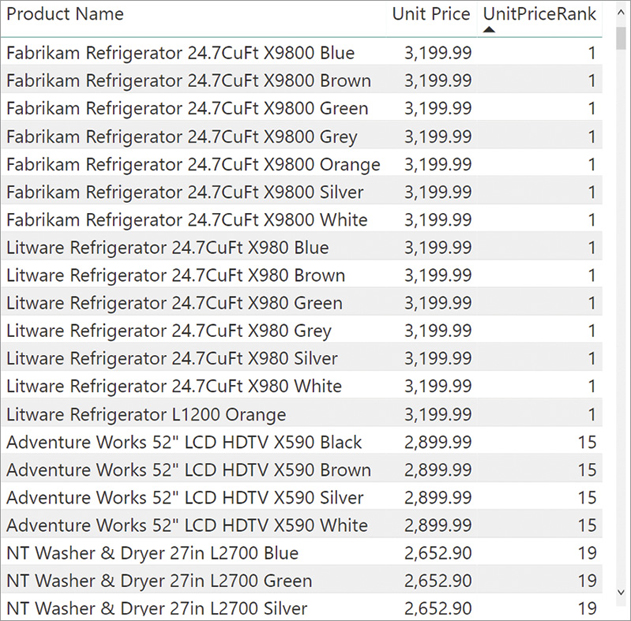 Product Name Unit Price UnitPriceRank
Fabrikam Refrigerator 24.7CuFt X9800 Blue 3,199.99 1
Fabrikam Refrigerator 24.7CuFt X9800 Brown 3,199.99 1
Fabrikam Refrigerator 24.7CuFt X9800 Green 3,199.99 1
Fabrikam Refrigerator 24.7CuFt X9800 Grey 3,199.99 1
Fabrikam Refrigerator 24.7CuFt X9800 Orange 3,199.99 1
Fabrikam Refrigerator 24.7CuFt X9800 Silver 3,199.99 1
Fabrikam Refrigerator 24.7CuFt X9800 White 3,199.99 1
Litware Refrigerator 24.7CuFt X980 Blue 3,199.99 1
Litware Refrigerator 24.7CuFt X980 Brown 3,199.99 1
Litware Refrigerator 24.7CuFt X980 Green 3,199.99 1
Litware Refrigerator 24.7CuFt X980 Grey 3,199.99 1
Litware Refrigerator 24.7CuFt X980 Silver 3,199.99 1
Litware Refrigerator 24.7CuFt X980 White 3,199.99 1
Litware Refrigerator L1200 Orange 3,199.99 1
Adventure Works 52" LCD HDTV X590 Black 2,899.99 15
Adventure Works 52" LCD HDTV X590 Brown 2,899.99 15
Adventure Works 52" LCD HDTV X590 Silver 2,899.99 15
Adventure Works 52" LCD HDTV X590 White 2,899.99 15
NT Washer & Dryer 27in L2700 Blue 2,652.90 19
NT Washer & Dryer 27in L2700 Green 2,652.90 19
NT Washer & Dryer 27in L2700 Silver 2,652.90 19